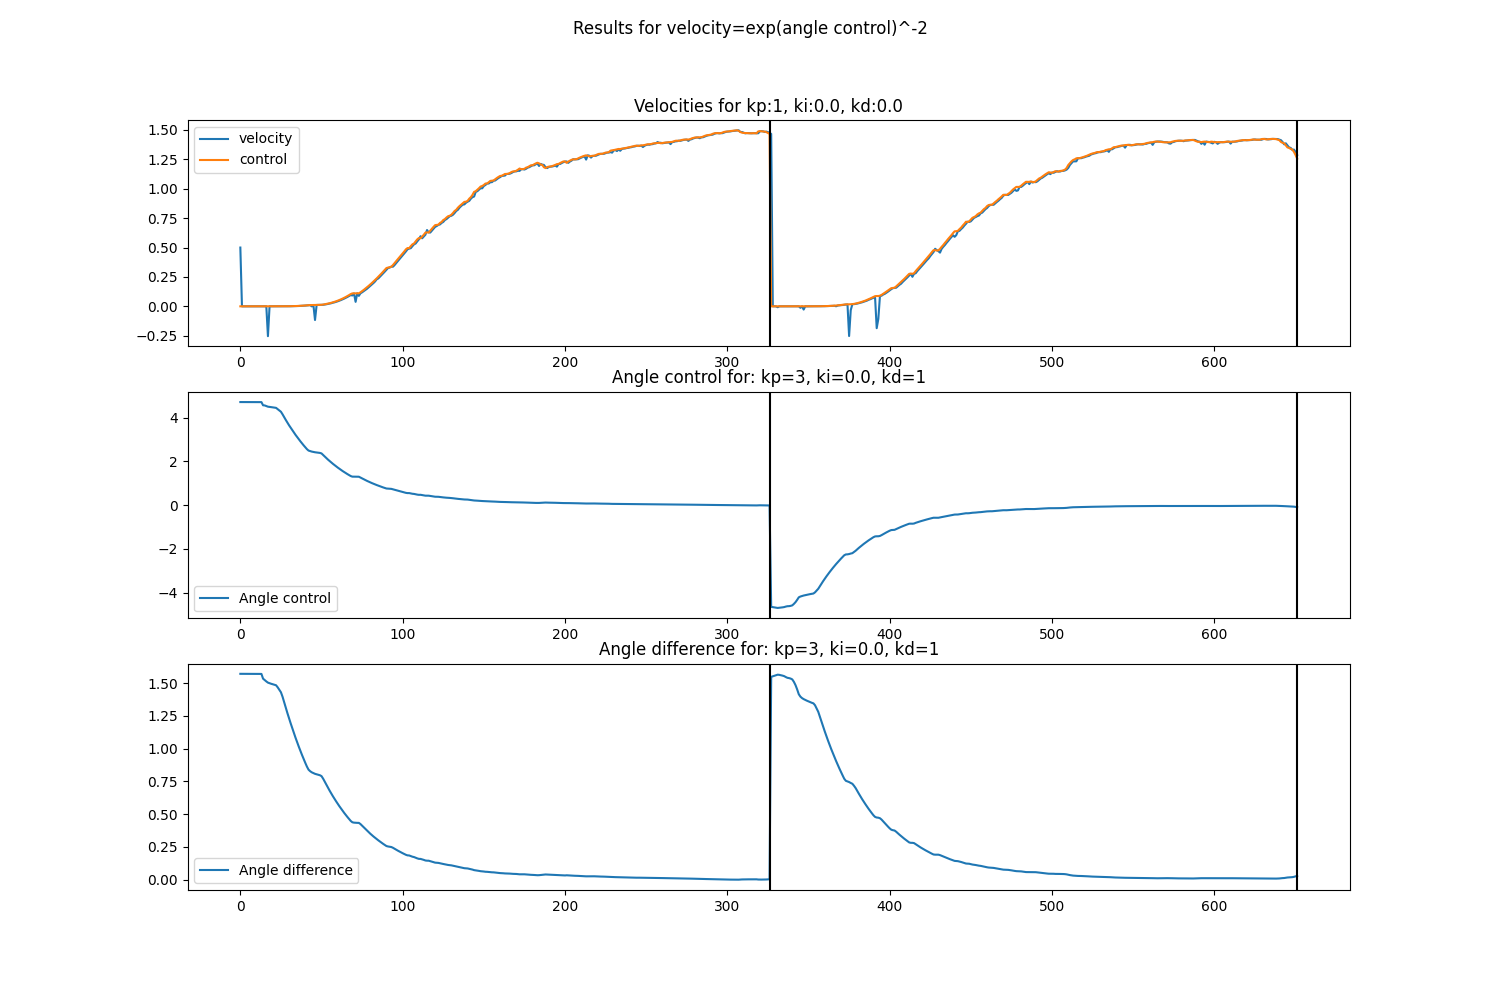 Results for velocity=exp(angle control)^-2
Velocities for kp:1, ki:0.0, kd:0.0
1.50
1.25
1.00
0.75
0.50
0.25
0.00
−0.25
velocity
control
0 100 200 300 400 500 600
Angle control for: kp=3, ki=0.0, kd=1
4
2
0
−2
−4
Angle control
0 100 200 300 400 500 600
Angle difference for: kp=3, ki=0.0, kd=1
1.50
1.25
1.00
0.75
0.50
0.25
0.00
Angle difference
0 100 200 300 400 500 600